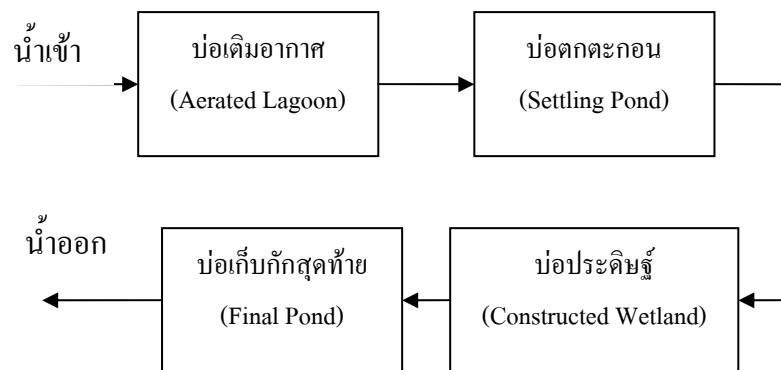 น้ำเข้า
บ่อเติมอากาศ
(Aerated Lagoon)
บ่อตกตะกอน
(Settling Pond)
น้ำออก
บ่อเก็บกักสุดท้าย
(Final Pond)
บ่อประดิษฐ์
(Constructed Wetland)